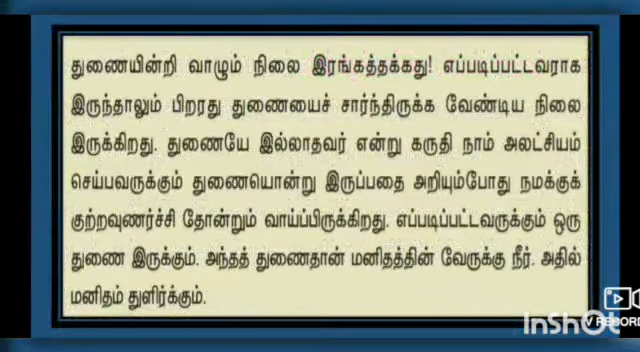 துணையின்றி வாழும் நிலை இரங்கத்தக்கது! எப்படிப்பட்டவராக
இருந்தாலும் பிறரது துணையைச் சார்ந்திருக்க வேண்டிய நிலை
இருக்கிறது. துணையே இல்லாதவர் என்று கருதி நாம் அலட்சியம்
செய்பவருக்கும் துணையொன்று இருப்பதை அறியும்போது நமக்குக்
குற்றவுணர்ச்சி தோன்றும் வாய்ப்பிருக்கிறது. எப்படிப்பட்டவருக்கும் ஒரு
துணை இருக்கும். அந்தத் துணைதான் மனிதத்தின் வேருக்கு நீர். அதில்
மனிதம் துளிர்க்கும்.
V RECORD
InShOt